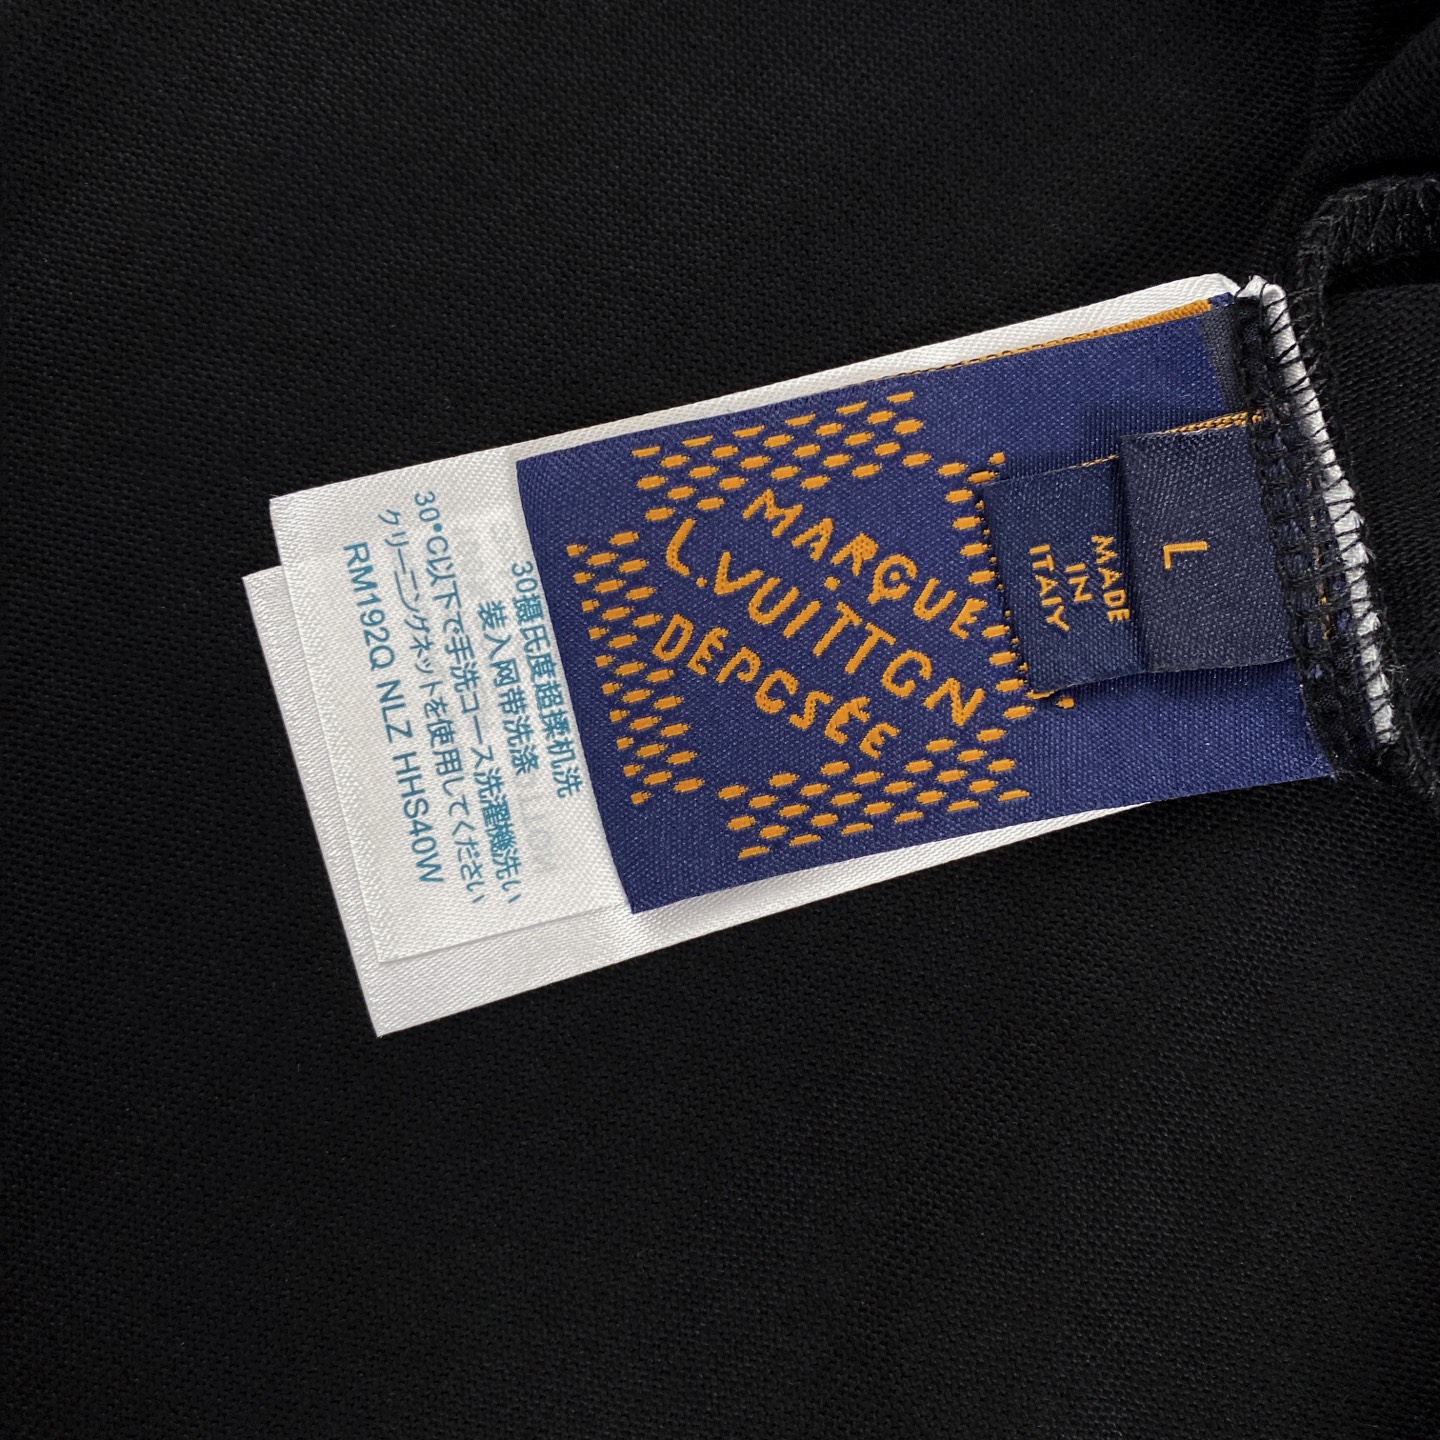 30摄氏度超揉机洗
装入网带洗涤
30°C以下で手洗コース洗濯機洗い
クリーニングネットを使用してください
RM192Q NLZ HHS40W
MARQUE
L.VUITTON
DÉPOSÉE
MADE
IN
ITALY
L